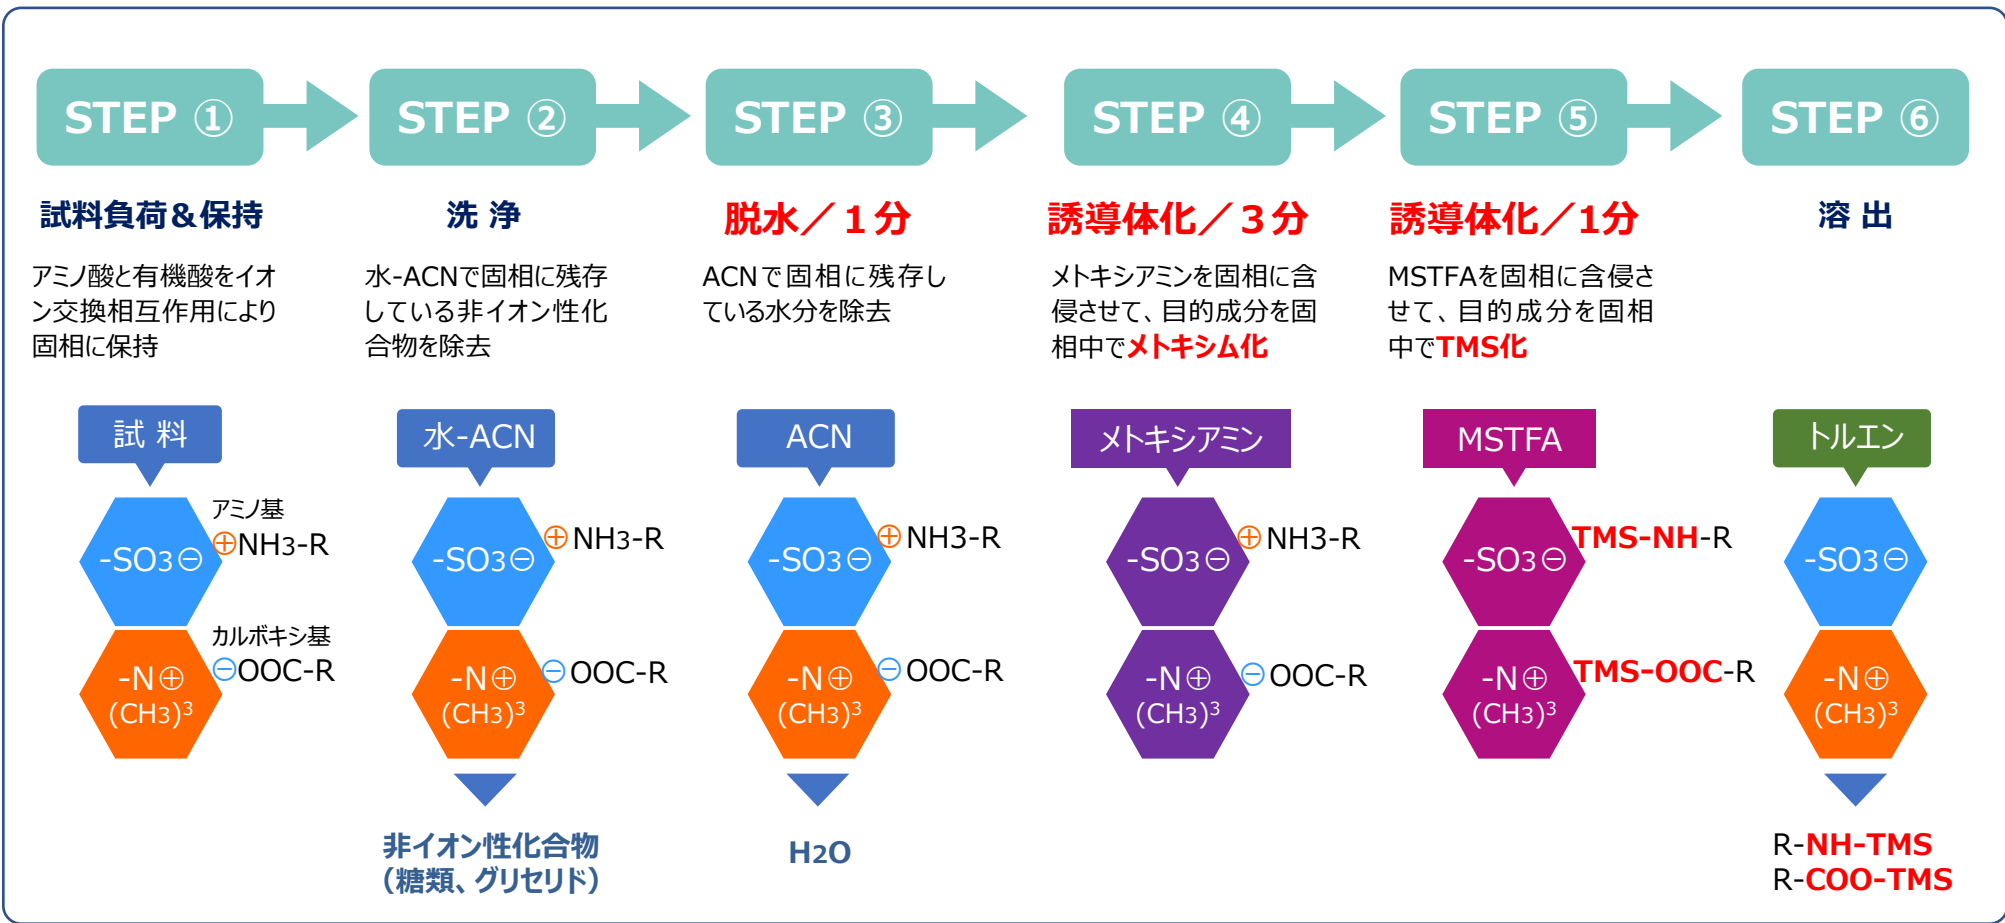 STEP ①
試料負荷＆保持
アミノ酸と有機酸をイオ
ン交換相互作用により
固相に保持
試 料
アミノ基
⊕NH3-R
-SO3⊖
カルボキシ基
⊖OOC-R
-N⊕
(CH3)³
STEP ②
洗 浄
水-ACNで固相に残存
している非イオン性化
合物を除去
水-ACN
⊕NH3-R
-SO3⊖
⊖OOC-R
-N⊕
(CH3)³
非イオン性化合物
（糖類、グリセリド）
STEP ③
脱水／１分
ACNで固相に残存し
ている水分を除去
ACN
⊕NH3-R
-SO3⊖
⊖OOC-R
-N⊕
(CH3)³
H2O
STEP ④
誘導体化／３分
メトキシアミンを固相に含
侵させて、目的成分を固
相中でメトキシム化
メトキシアミン
⊕NH3-R
-SO3⊖
⊖OOC-R
-N⊕
(CH3)³
STEP ⑤
誘導体化／1分
MSTFAを固相に含侵さ
せて、目的成分を固相
中でTMS化
MSTFA
TMS-NH-R
-SO3⊖
TMS-OOC-R
-N⊕
(CH3)³
STEP ⑥
溶 出
トルエン
-SO3⊖
-N⊕
(CH3)³
R-NH-TMS
R-COO-TMS